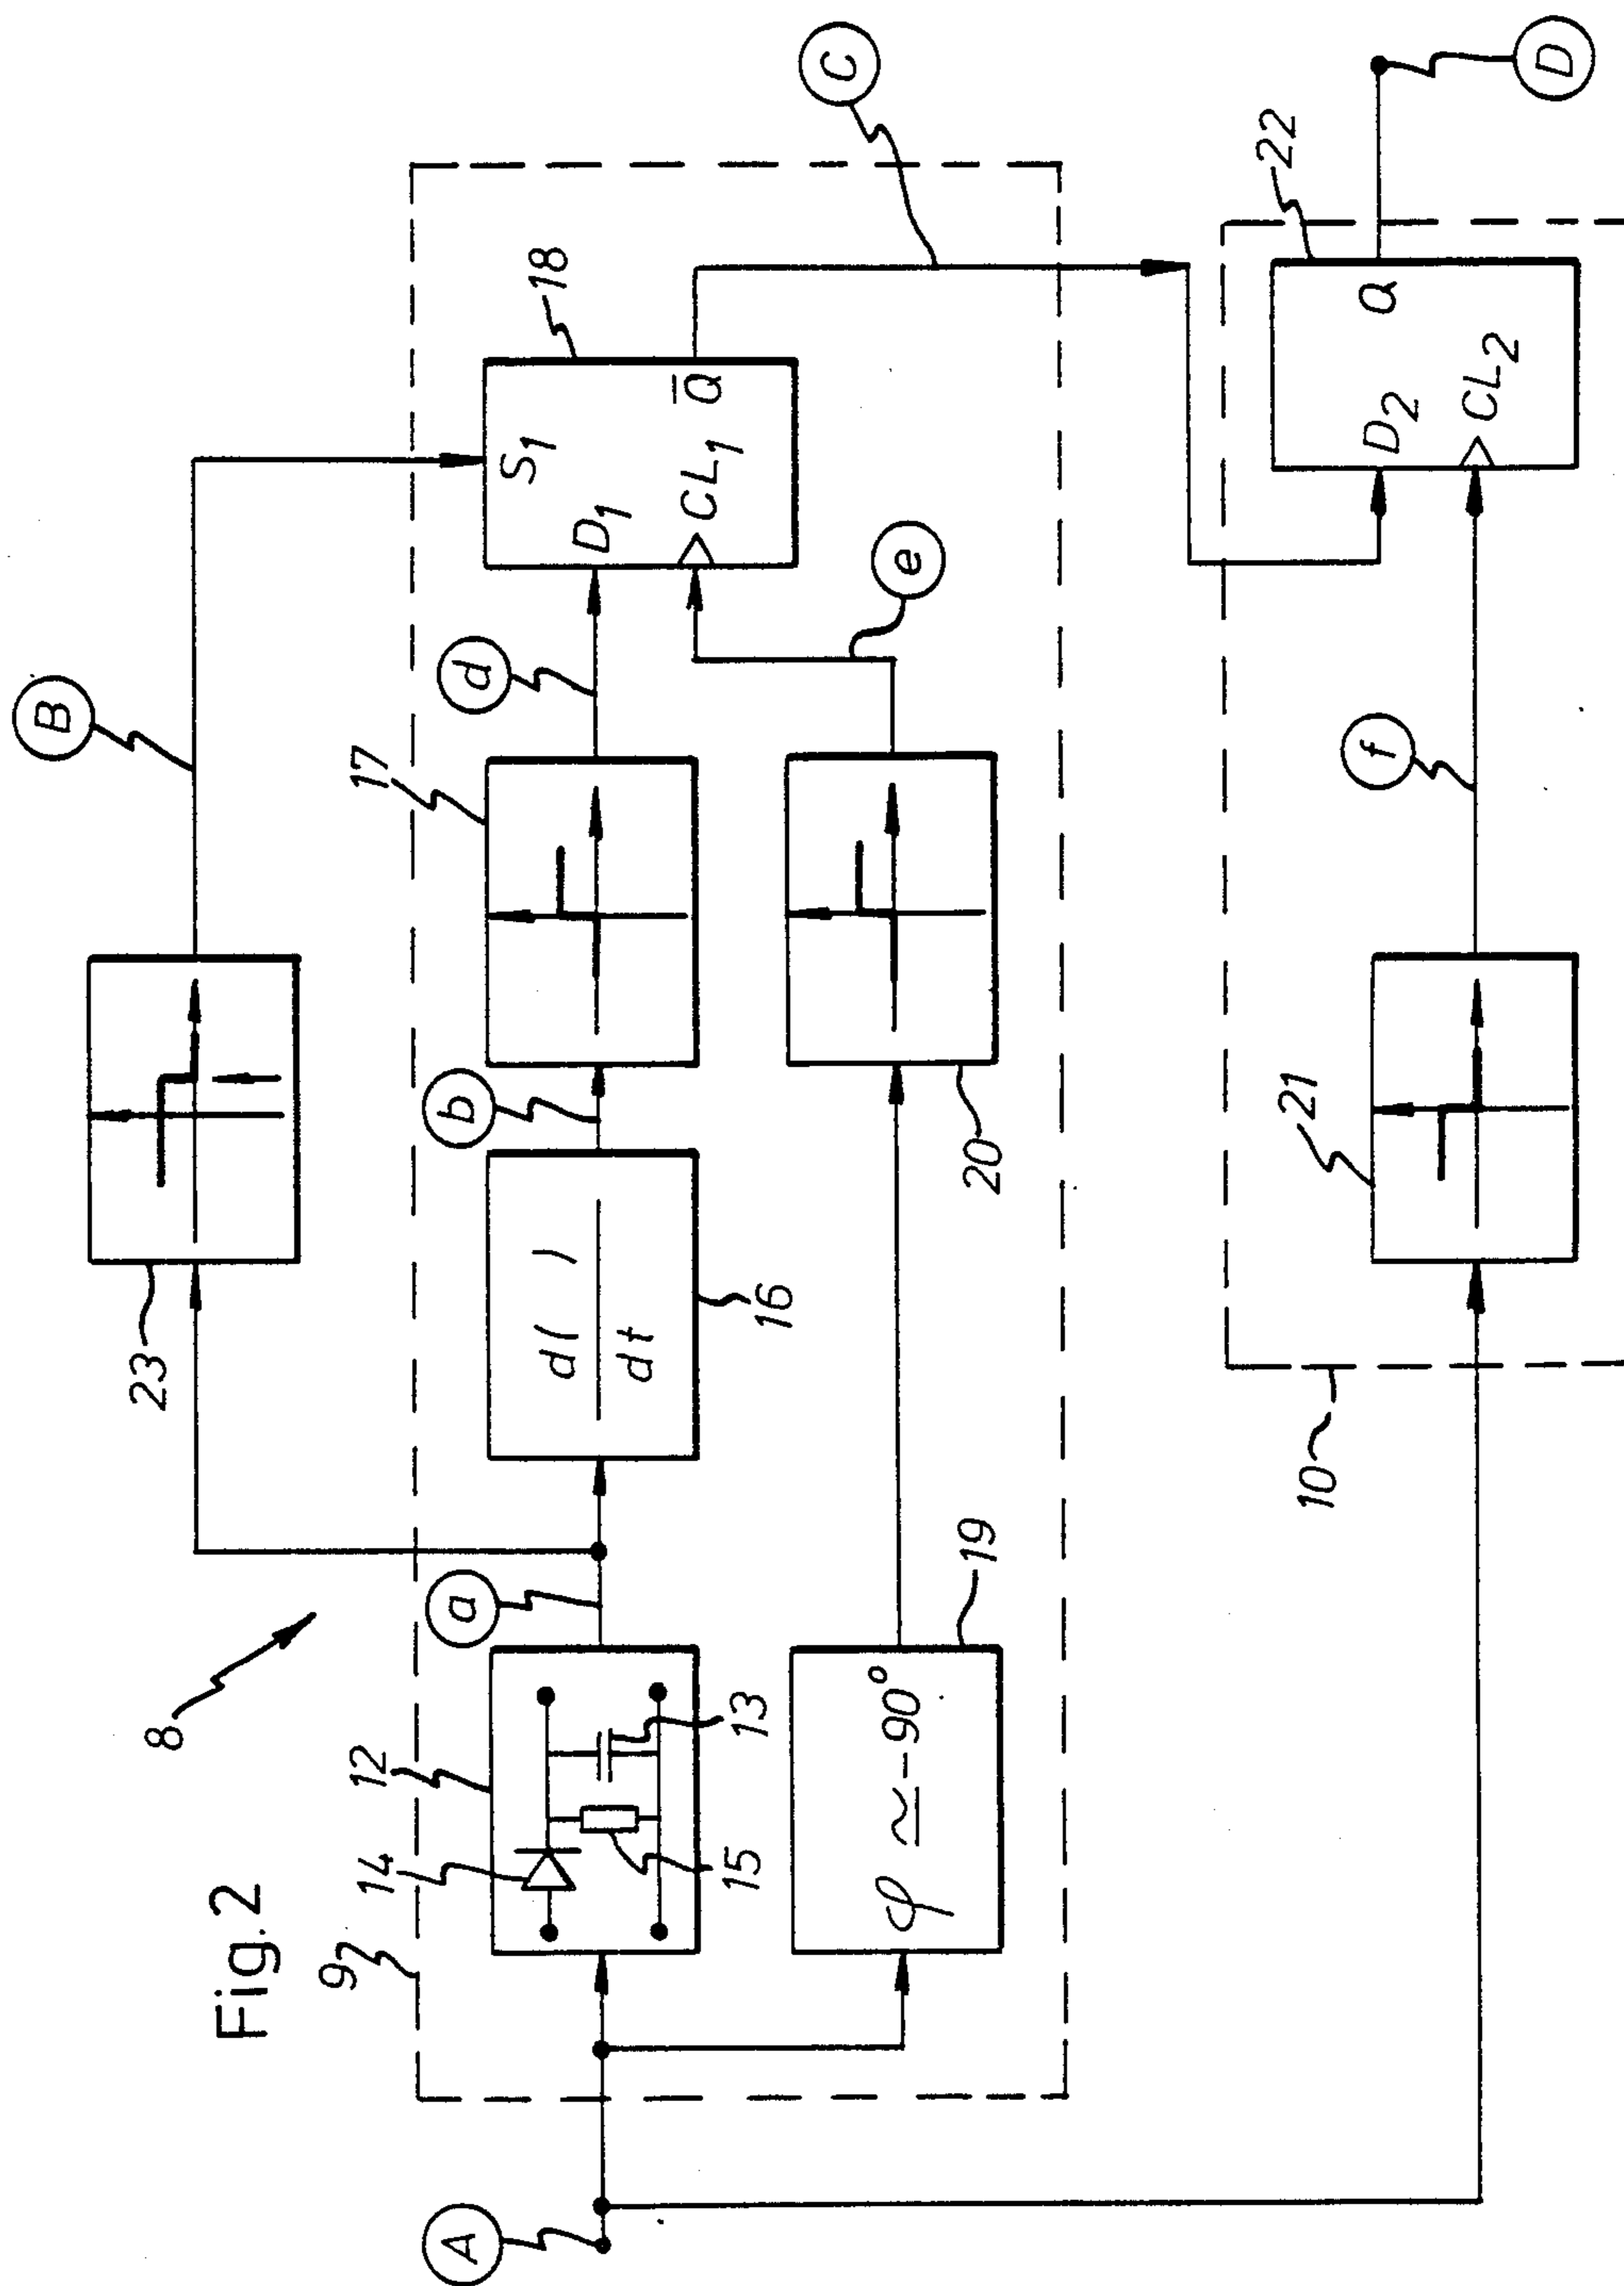 Fig.2
8
23
B
9
12
14
15
13
a
d( )
dt
16
b
17
d
S1
D1
CL1
Q̅
18
C
φ ≃ -90°
19
20
e
A
10
21
f
D2
CL2
Q
22
D